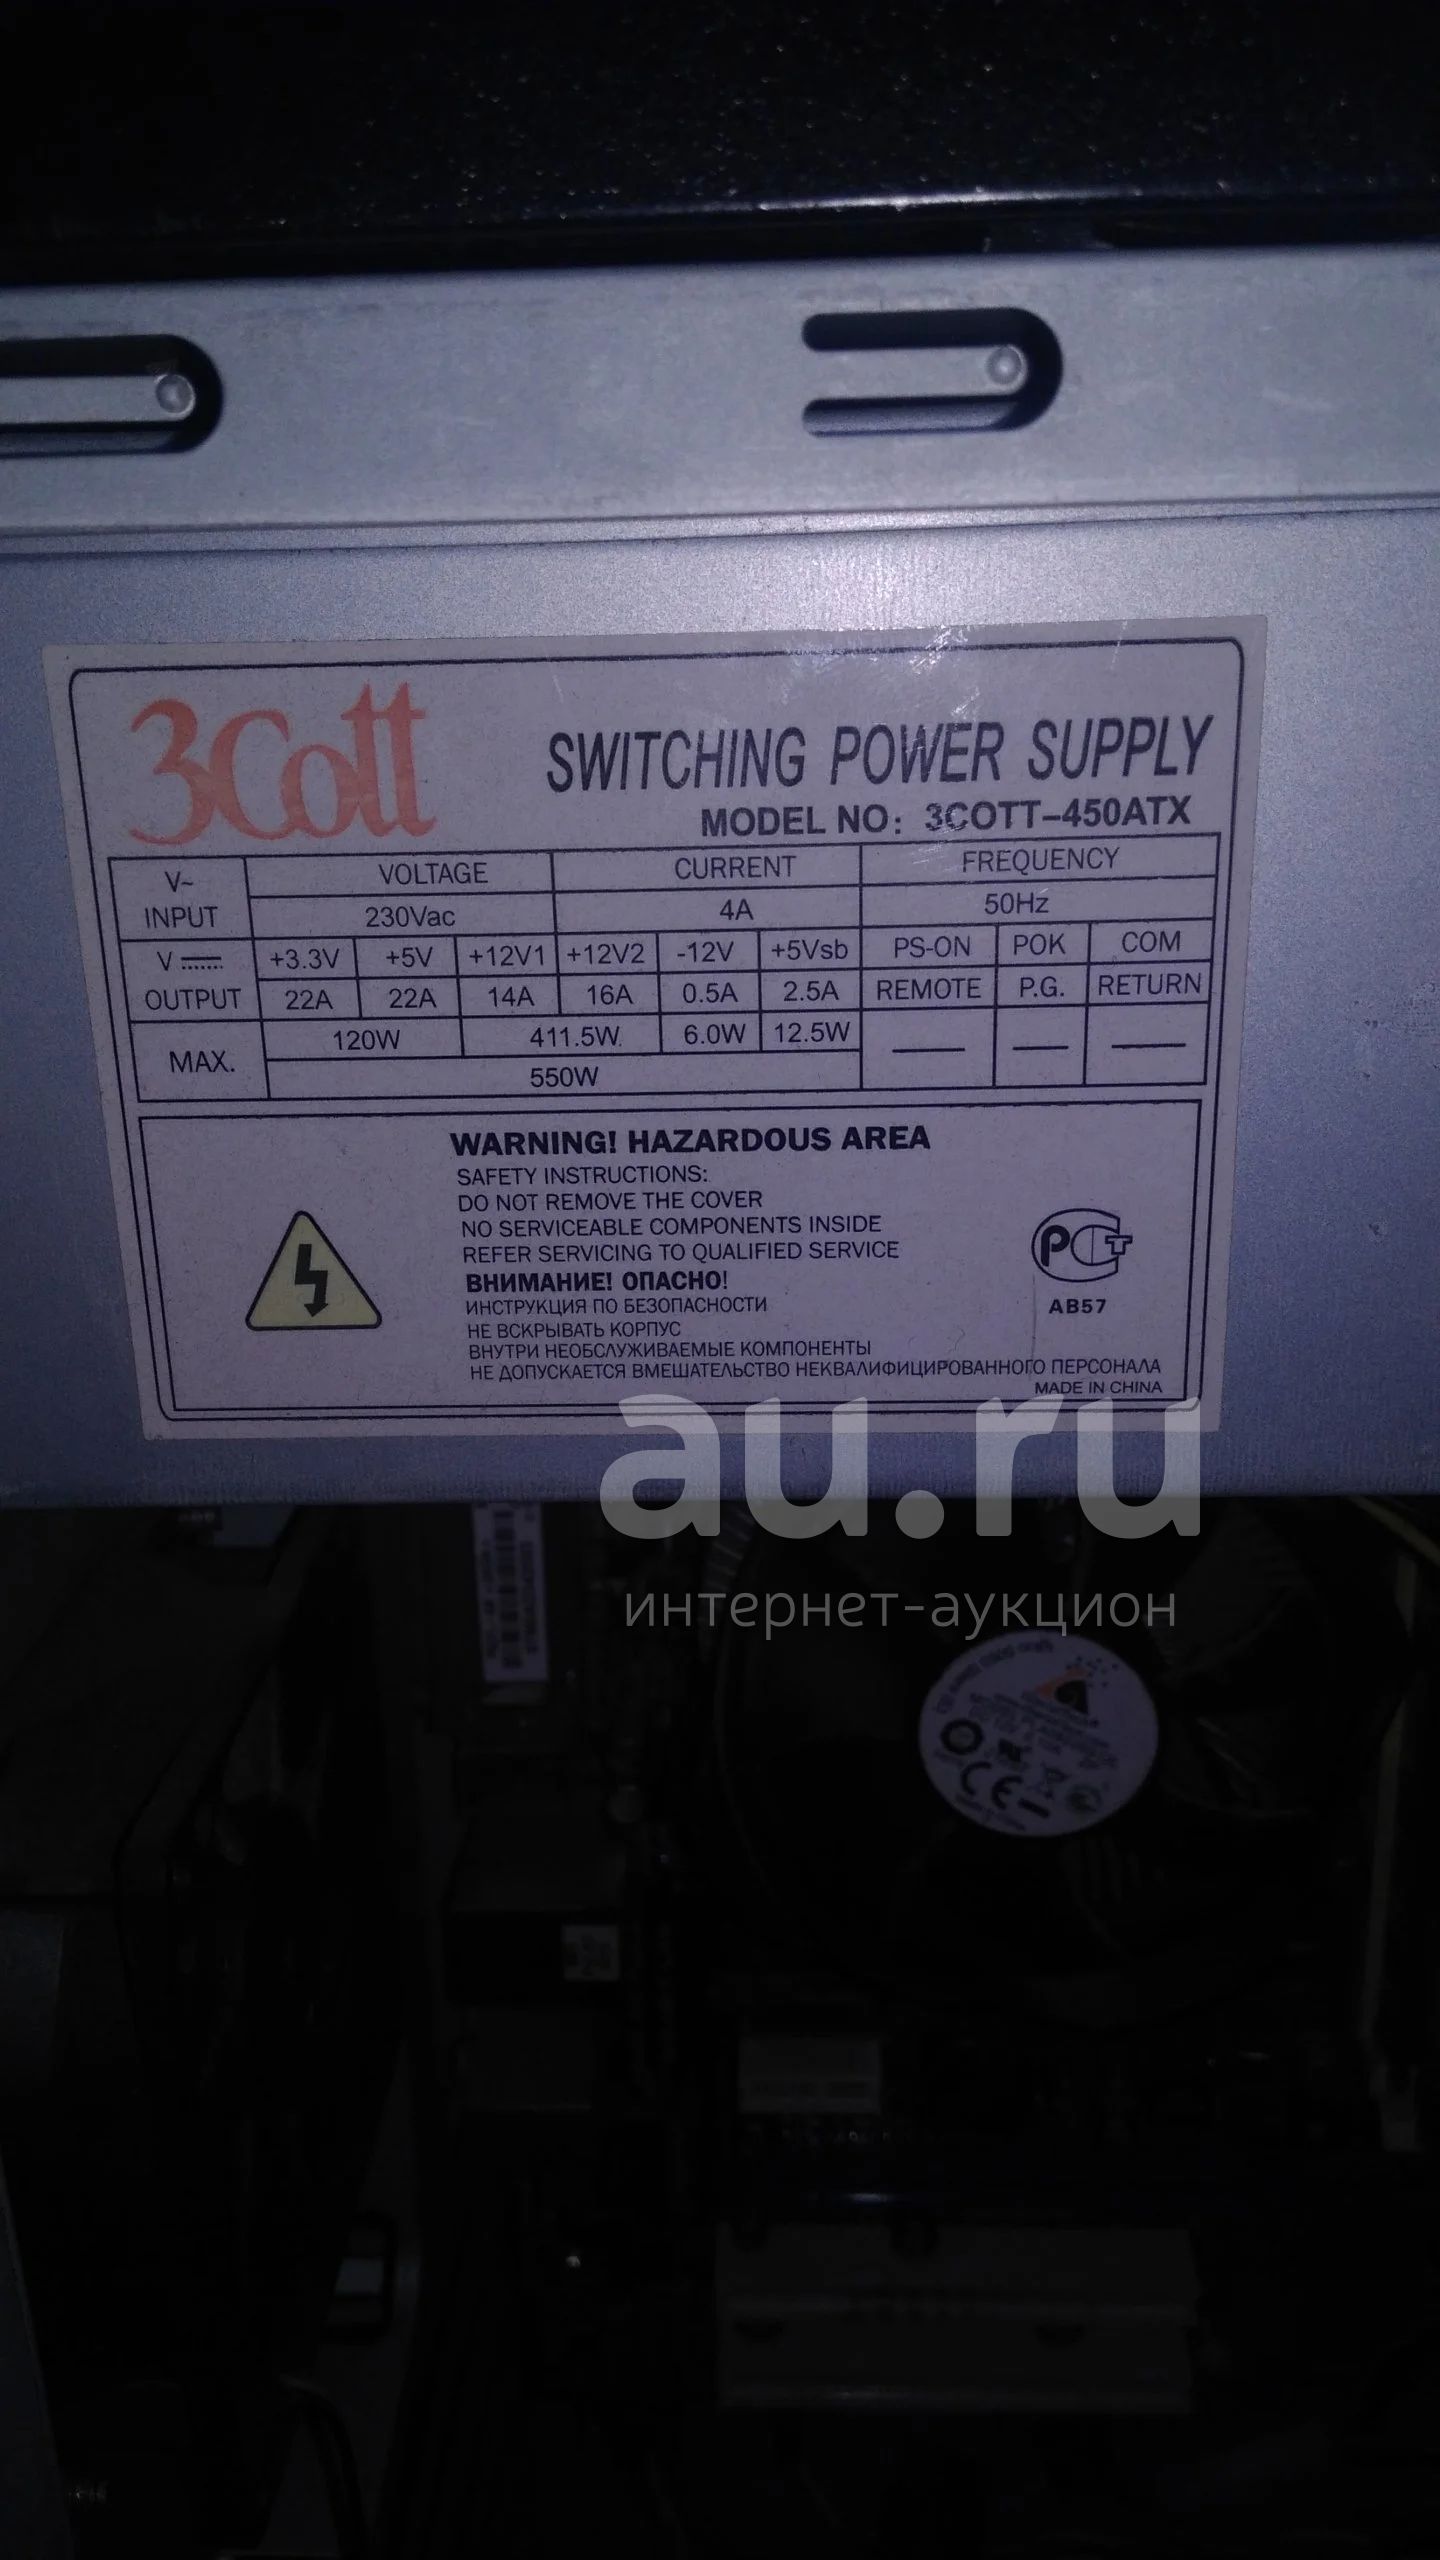 3Cott
SWITCHING POWER SUPPLY
MODEL NO: 3COTT-450ATX
V~ INPUT VOLTAGE CURRENT FREQUENCY
230Vac 4A 50Hz
V OUTPUT +3.3V +5V +12V1 +12V2 -12V +5Vsb PS-ON POK COM
22A 22A 14A 16A 0.5A 2.5A REMOTE P.G. RETURN
MAX. 120W 411.5W 6.0W 12.5W
550W
WARNING! HAZARDOUS AREA
SAFETY INSTRUCTIONS:
DO NOT REMOVE THE COVER
NO SERVICEABLE COMPONENTS INSIDE
REFER SERVICING TO QUALIFIED SERVICE
ВНИМАНИЕ! ОПАСНО!
ИНСТРУКЦИЯ ПО БЕЗОПАСНОСТИ
НЕ ВСКРЫВАТЬ КОРПУС
ВНУТРИ НЕОБСЛУЖИВАЕМЫЕ КОМПОНЕНТЫ
НЕ ДОПУСКАЕТСЯ ВМЕШАТЕЛЬСТВО НЕКВАЛИФИЦИРОВАННОГО ПЕРСОНАЛА
РСТ
АВ57
MADE IN CHINA
au.ru
интернет-аукцион
CE